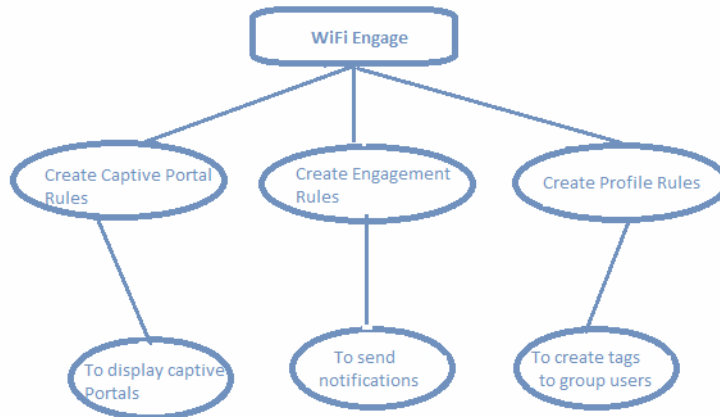 WiFi Engage
Create Captive Portal
Rules
Create Engagement
Rules
Create Profile Rules
To display captive
Portals
To send
notifications
To create tags
to group users